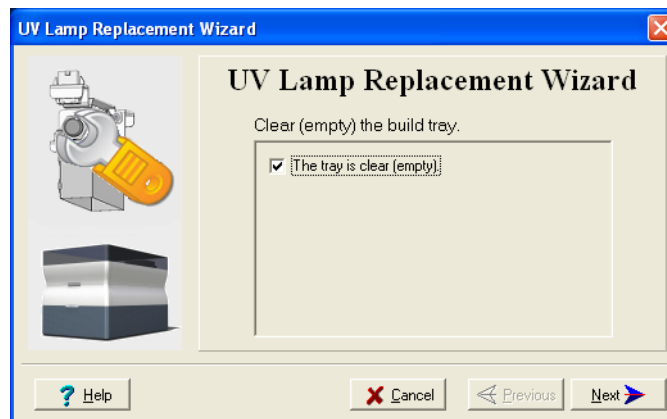 UV Lamp Replacement Wizard
UV Lamp Replacement Wizard
Clear (empty) the build tray.
The tray is clear (empty).
Help
Cancel
Previous
Next